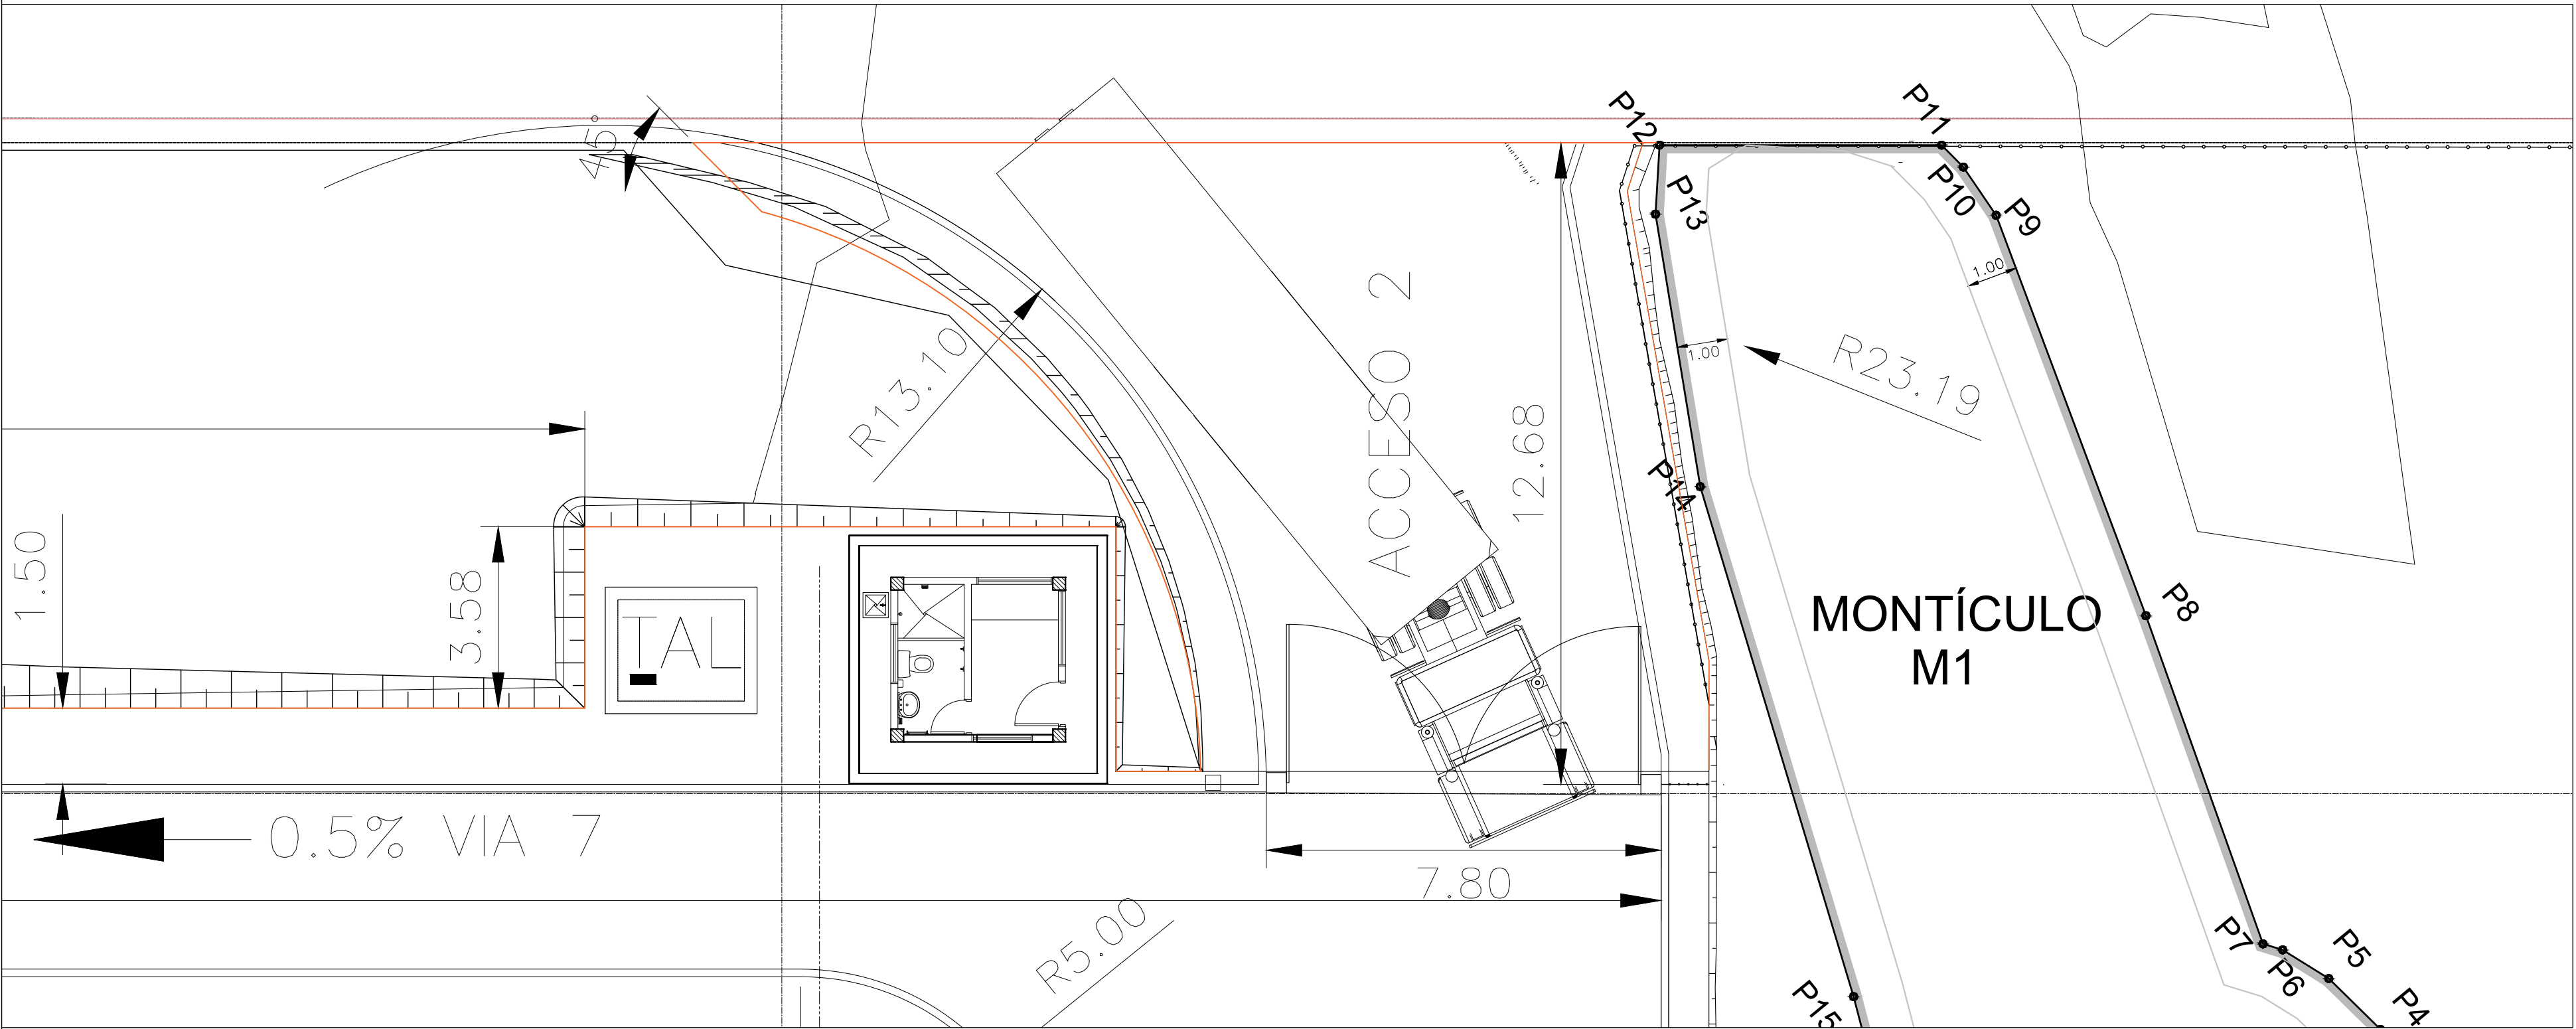 P12
P11
45°
P13
P10
P9
1.00
1.00
R13.10
R23.19
ACCESO 2
12.68
P14
1.50
3.58
TAL
P8
MONTÍCULO
M1
0.5% VIA 7
7.80
R5.00
P7
P6
P5
P4
P15